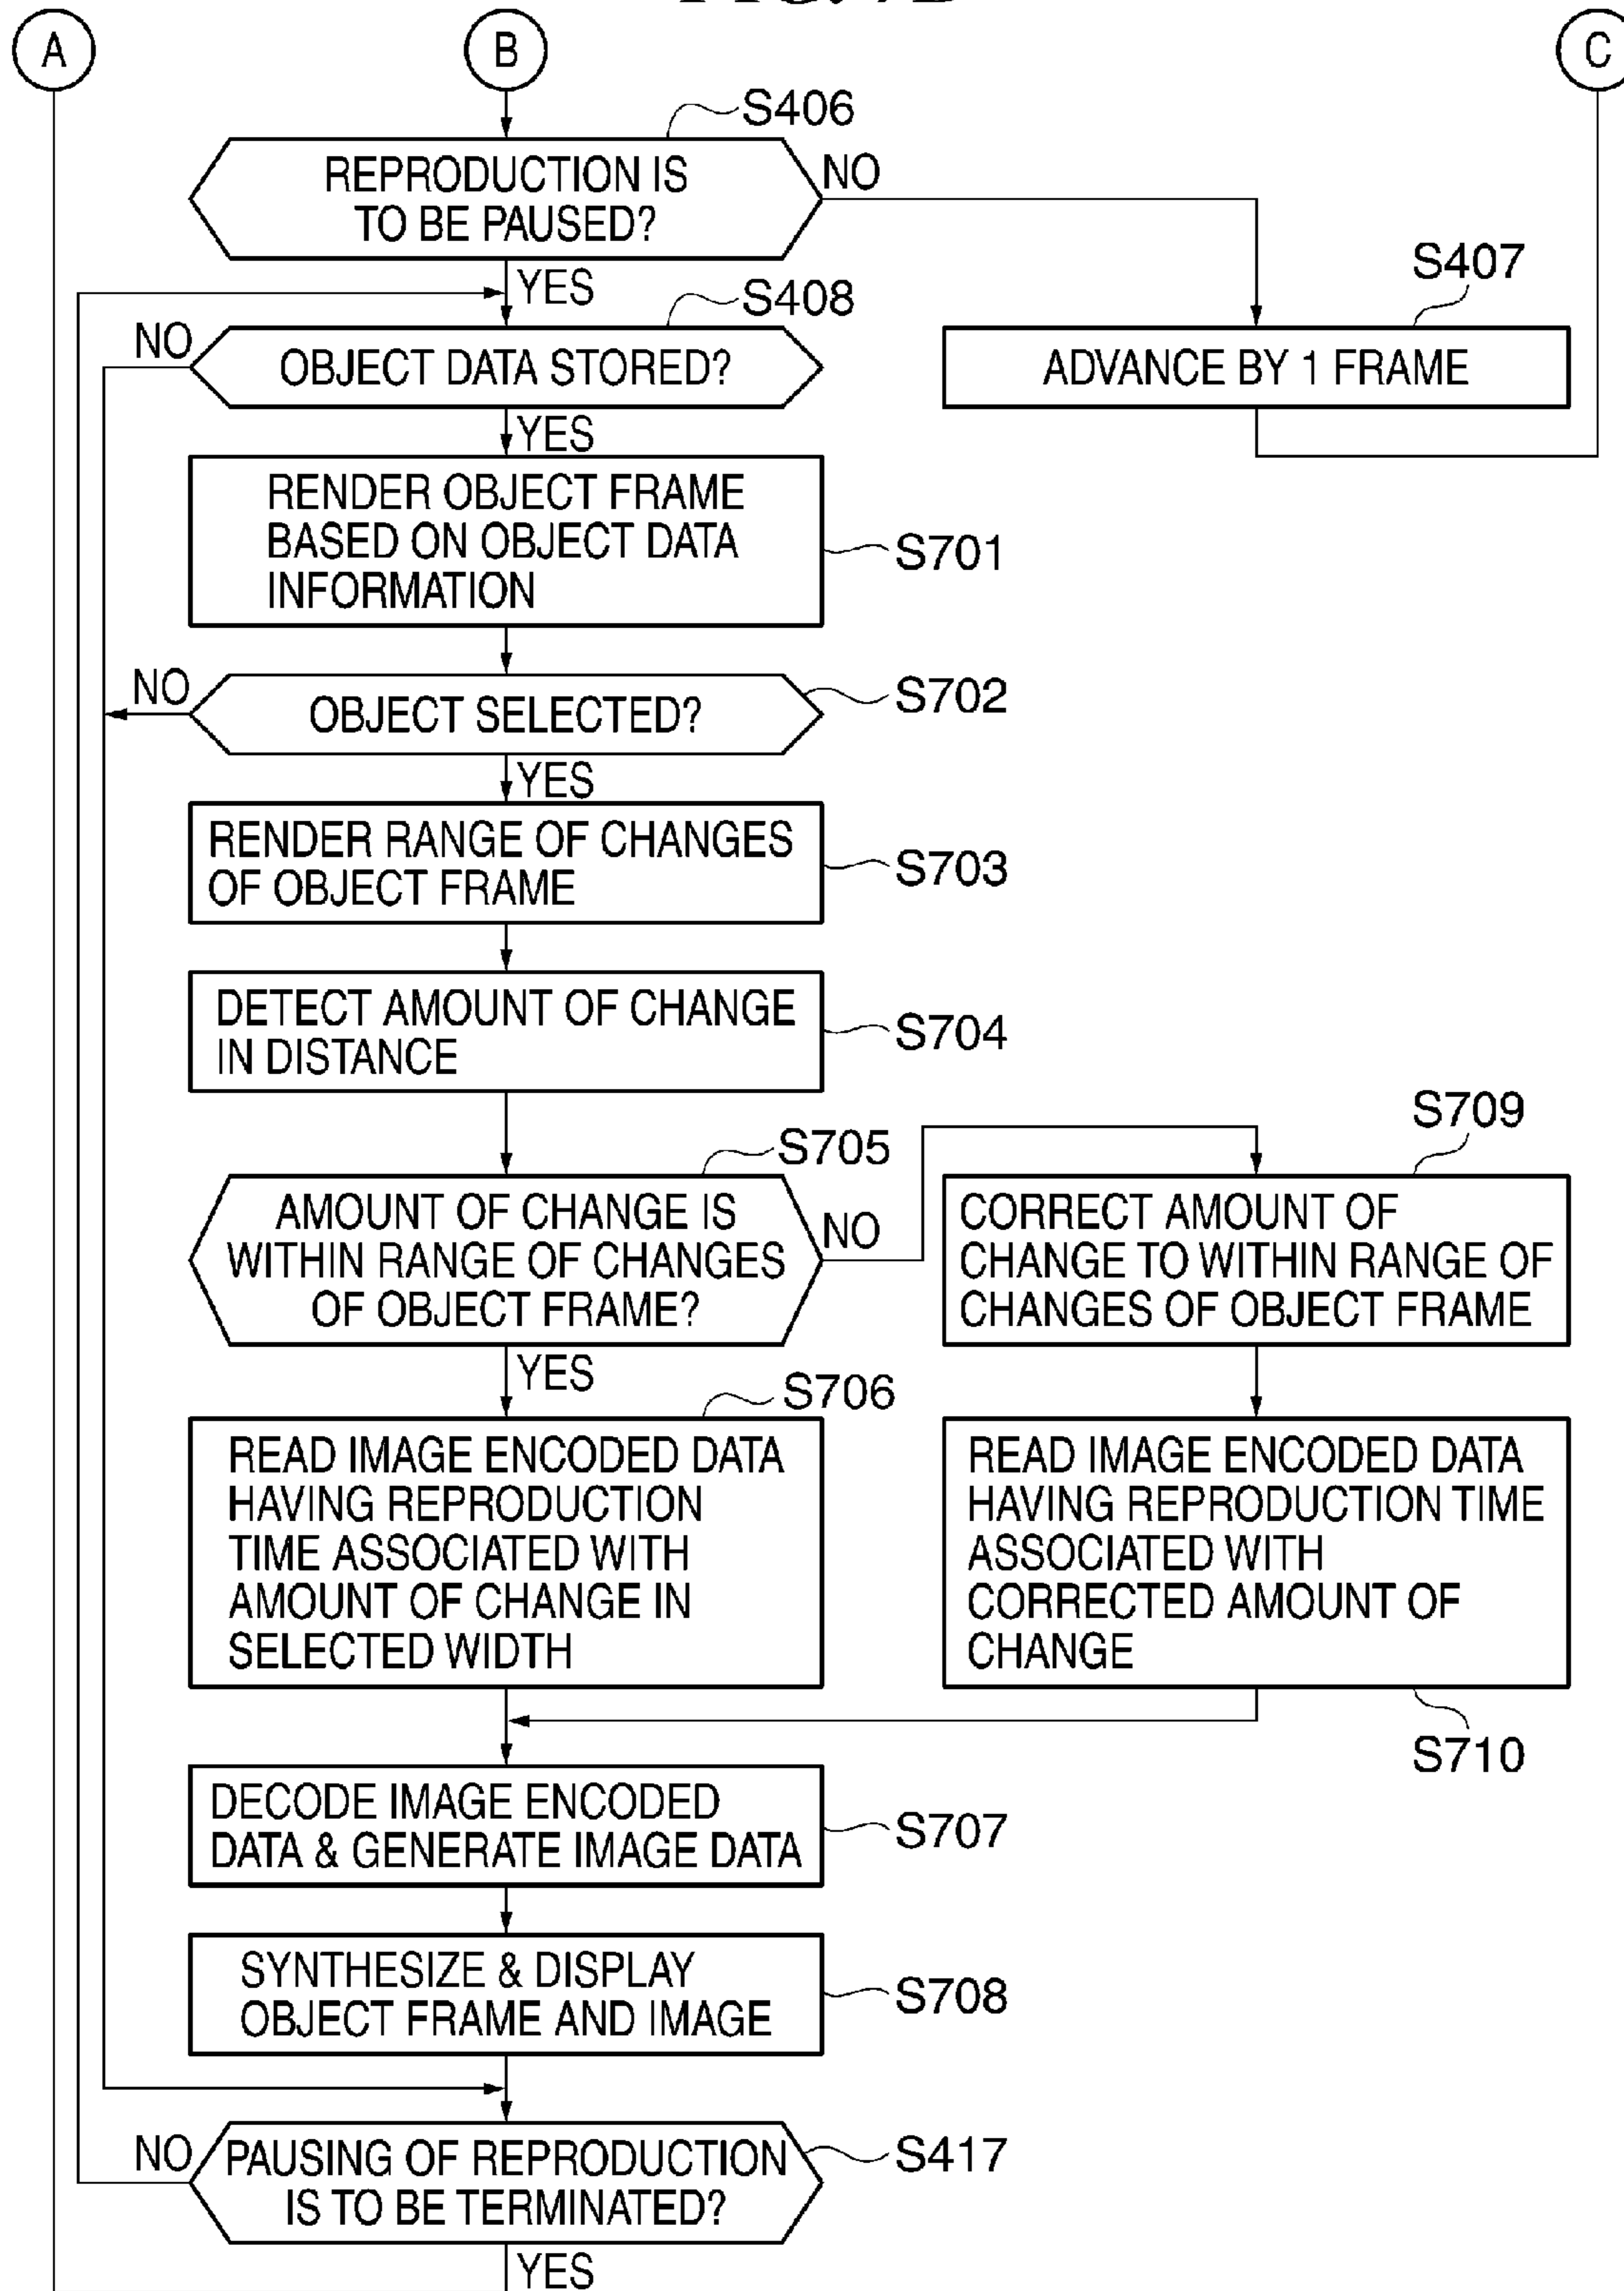 A
B
C
S406
REPRODUCTION IS
TO BE PAUSED?
NO
YES
S407
ADVANCE BY 1 FRAME
S408
NO
OBJECT DATA STORED?
YES
RENDER OBJECT FRAME
BASED ON OBJECT DATA
INFORMATION
S701
NO
OBJECT SELECTED?
S702
YES
RENDER RANGE OF CHANGES
OF OBJECT FRAME
S703
DETECT AMOUNT OF CHANGE
IN DISTANCE
S704
S705
AMOUNT OF CHANGE IS
WITHIN RANGE OF CHANGES
OF OBJECT FRAME?
NO
YES
S709
CORRECT AMOUNT OF
CHANGE TO WITHIN RANGE OF
CHANGES OF OBJECT FRAME
S706
READ IMAGE ENCODED DATA
HAVING REPRODUCTION
TIME ASSOCIATED WITH
AMOUNT OF CHANGE IN
SELECTED WIDTH
READ IMAGE ENCODED DATA
HAVING REPRODUCTION TIME
ASSOCIATED WITH
CORRECTED AMOUNT OF
CHANGE
S710
DECODE IMAGE ENCODED
DATA & GENERATE IMAGE DATA
S707
SYNTHESIZE & DISPLAY
OBJECT FRAME AND IMAGE
S708
NO
PAUSING OF REPRODUCTION
IS TO BE TERMINATED?
S417
YES